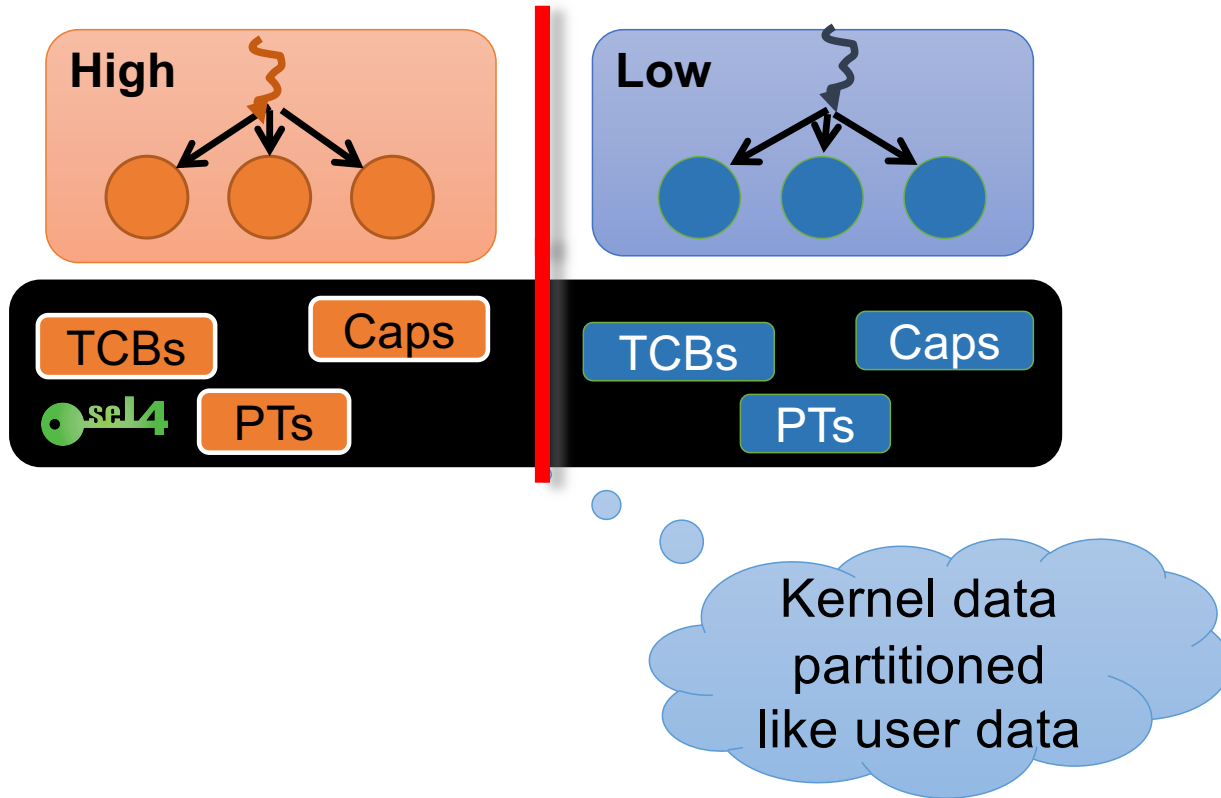 High
Low
TCBs
Caps
seL4
PTs
TCBs
Caps
PTs
Kernel data
partitioned
like user data